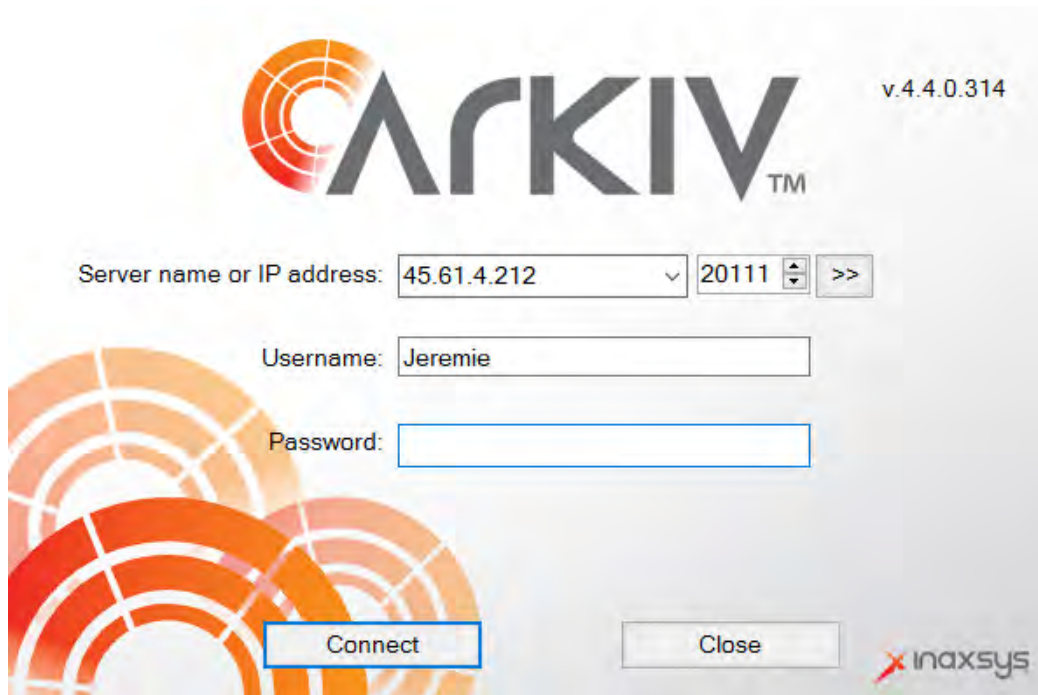 ARKIV TM
v.4.4.0.314
Server name or IP address: 45.61.4.212 20111 >>
Username: Jeremie
Password:
Connect Close
inaxsys